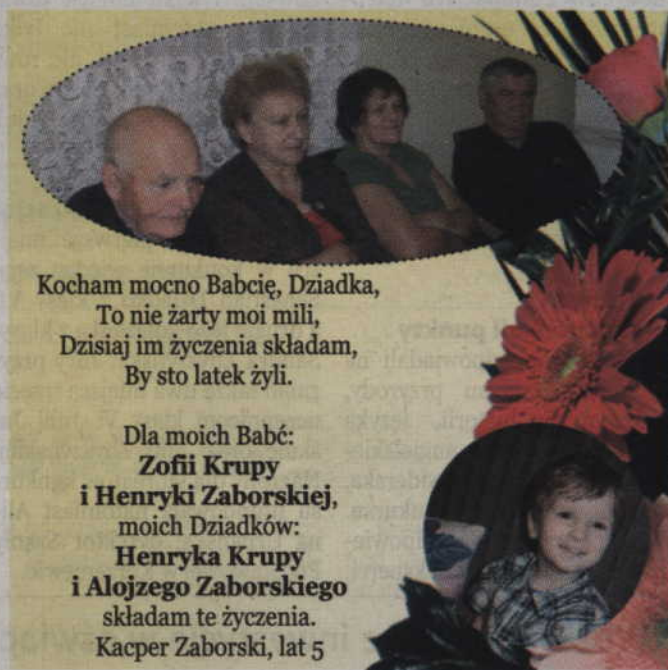 Kocham mocno Babcię, Dziadka,
To nie żarty moi mili,
Dzisiaj im życzenia składam,
By sto latek żyli.
Dla moich Babć:
Zofii Krupy
i Henryki Zaborskiej,
moich Dziadków:
Henryka Krupy
i Alojzego Zaborskiego
składam te życzenia.
Kacper Zaborski, lat 5